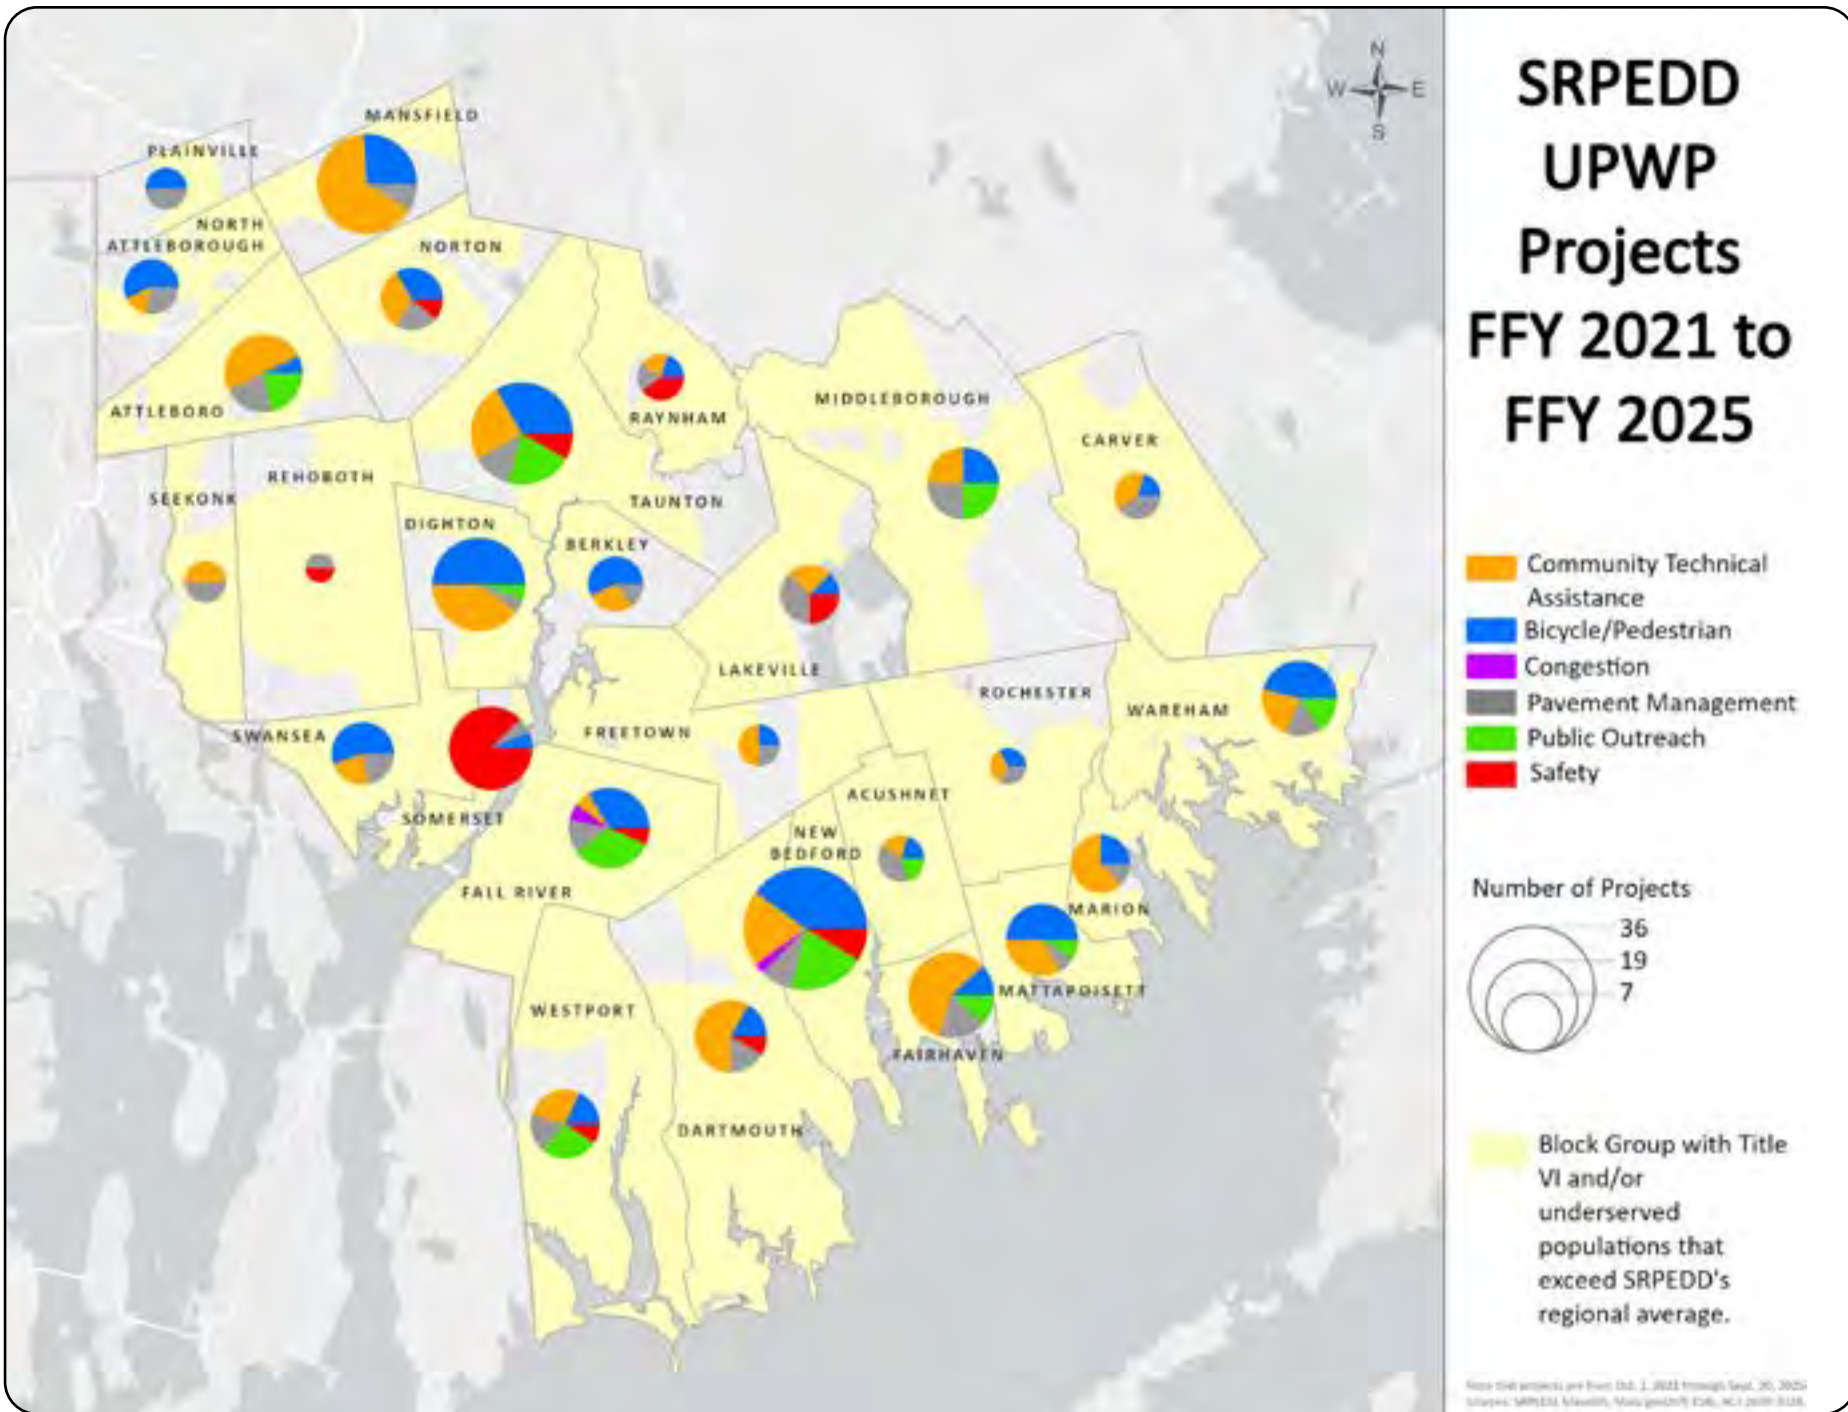 N
W E
S
SRPEDD
UPWP
Projects
FFY 2021 to
FFY 2025
MANSFIELD
PLAINVILLE
NORTH
ATTLEBOROUGH
NORTON
ATTLEBORO
RAYNHAM
MIDDLEBOROUGH
CARVER
SEEKONK
REHOBOTH
TAUNTON
DIGHTON
BERKLEY
LAKEVILLE
ROCHESTER
WAREHAM
SWANSEA
FREETOWN
SOMERSET
ACUSHNET
NEW
BEDFORD
FALL RIVER
MARION
MATTAPOISETT
WESTPORT
FAIRHAVEN
DARTMOUTH
Community Technical
Assistance
Bicycle/Pedestrian
Congestion
Pavement Management
Public Outreach
Safety
Number of Projects
36
19
7
Block Group with Title
VI and/or
underserved
populations that
exceed SRPEDD's
regional average.